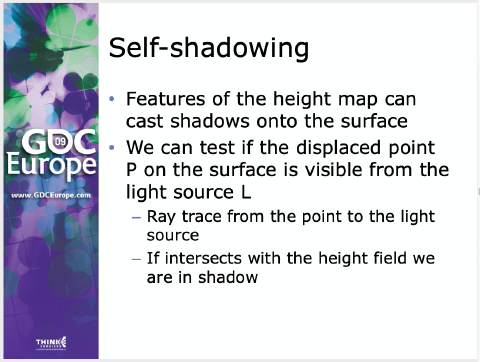 Self-shadowing
• Features of the height map can
cast shadows onto the surface
• We can test if the displaced point
P on the surface is visible from the
light source L
– Ray trace from the point to the light
source
– If intersects with the height field we
are in shadow
GDC
09
Europe
www.GDCEurope.com
THINK
SERVICES